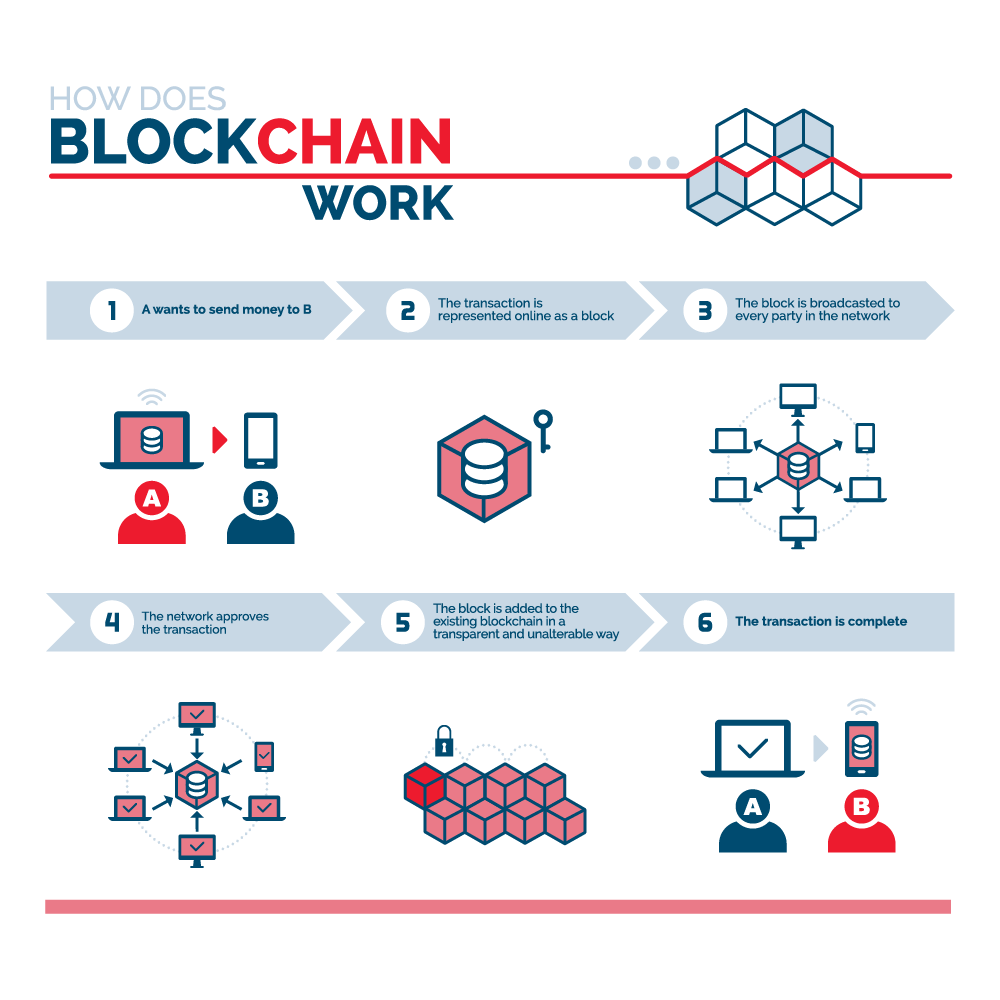 HOW DOES
BLOCKCHAIN
WORK
1
A wants to send money to B
2
The transaction is
represented online as a block
3
The block is broadcasted to
every party in the network
A
B
4
The network approves
the transaction
5
The block is added to the
existing blockchain in a
transparent and unalterable way
6
The transaction is complete
A
B